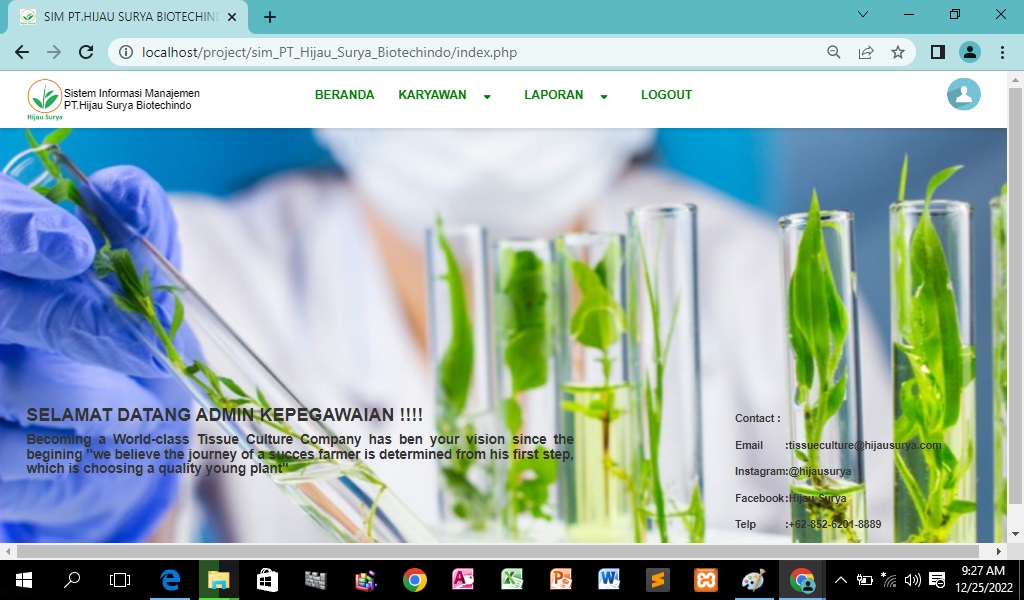 SIM PT.HIJAU SURYA BIOTECHIND
localhost/project/sim_PT_Hijau_Surya_Biotechindo/index.php
Hijau Surya
Sistem Informasi Manajemen
PT.Hijau Surya Biotechindo
BERANDA KARYAWAN LAPORAN LOGOUT
SELAMAT DATANG ADMIN KEPEGAWAIAN !!!!
Becoming a World-class Tissue Culture Company has ben your vision since the
begining "we believe the journey of a succes farmer is determined from his first step,
which is choosing a quality young plant"
Contact :
Email :tissueculture@hijausurya.com
Instagram:@hijausurya
Facebook:Hijau Surya
Telp :+62-852-6201-8889
9:27 AM
12/25/2022